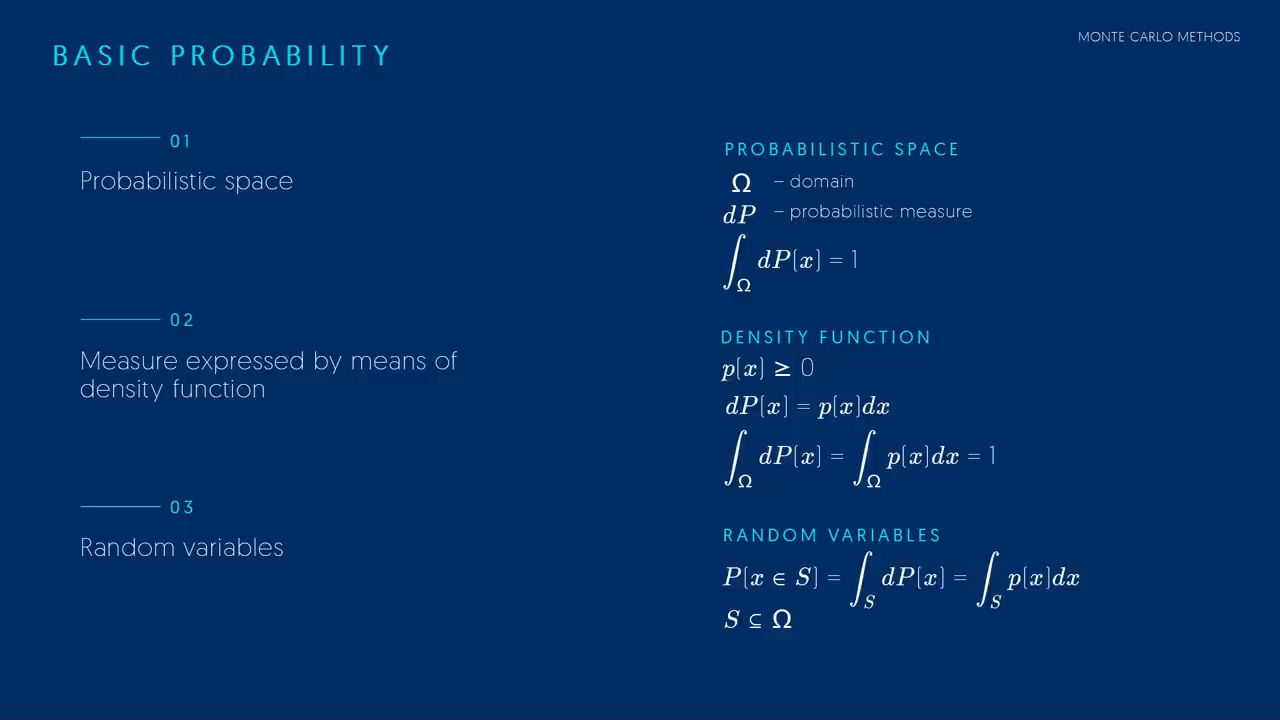 BASIC PROBABILITY
MONTE CARLO METHODS
01
Probabilistic space
02
Measure expressed by means of
density function
03
Random variables
PROBABILISTIC SPACE
Ω – domain
dP – probabilistic measure
∫_Ω dP[x] = 1
DENSITY FUNCTION
p[x] ≥ 0
dP[x] = p[x]dx
∫_Ω dP[x] = ∫_Ω p[x]dx = 1
RANDOM VARIABLES
P[x ∈ S] = ∫_S dP[x] = ∫_S p[x]dx
S ⊆ Ω